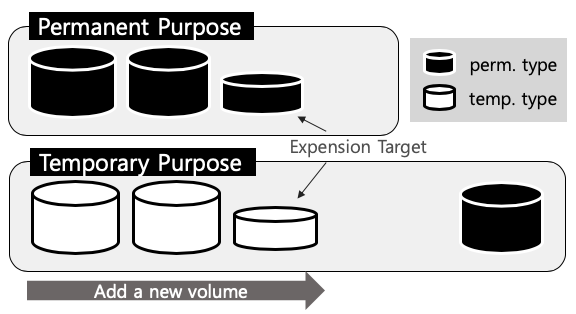 Permanent Purpose
perm. type
temp. type
Expension Target
Temporary Purpose
Add a new volume